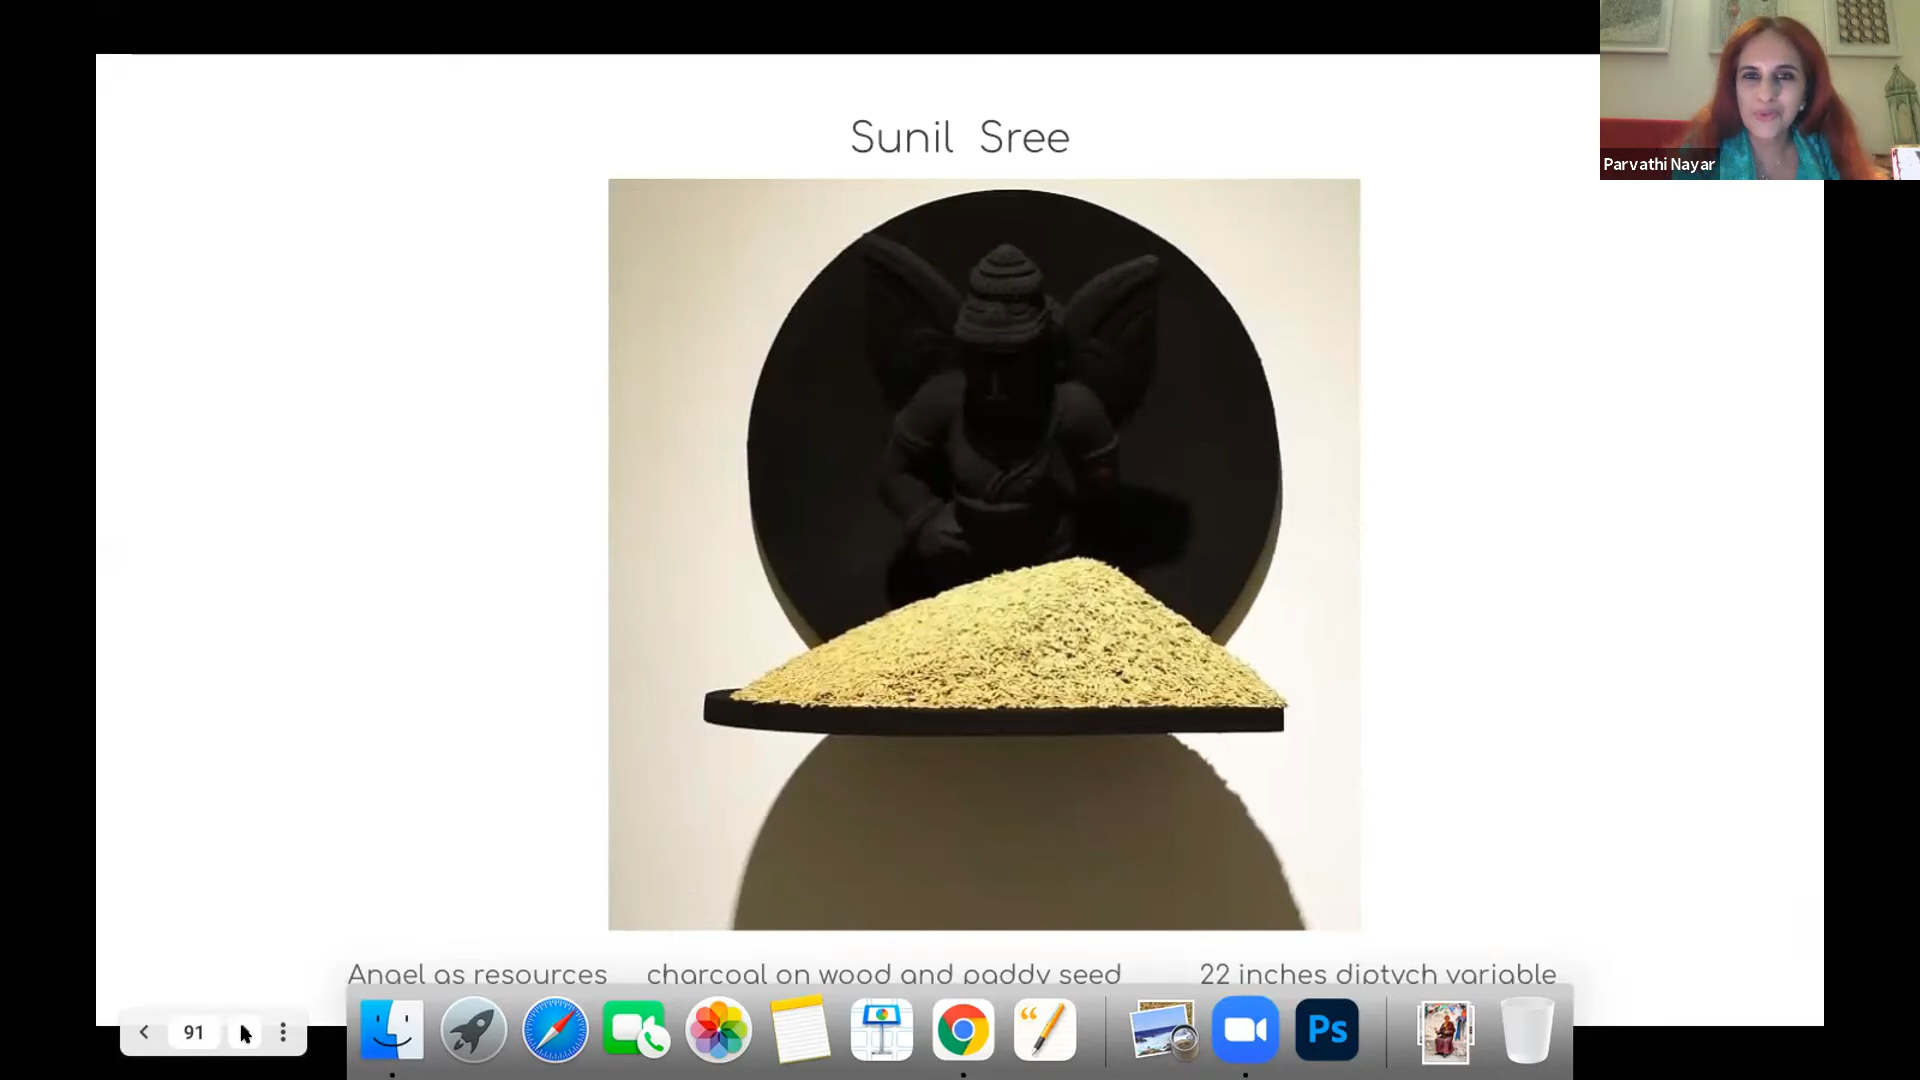 Sunil Sree
Parvathi Nayar
Angel as resources charcoal on wood and paddy seed 22 inches diptych variable
91
Ps